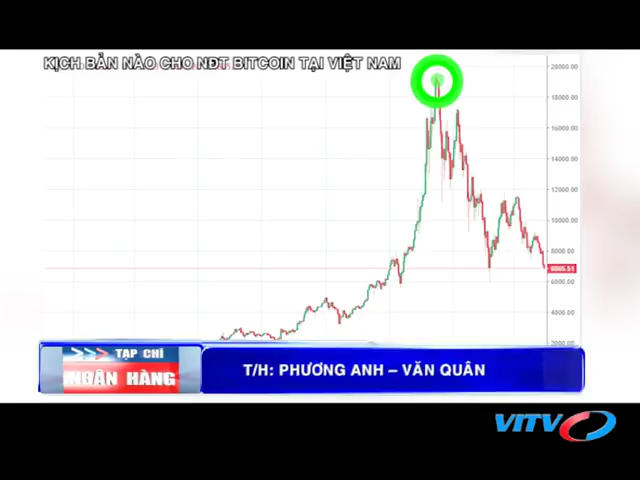 KỊCH BẢN NÀO CHO NĐT BITCOIN TẠI VIỆT NAM
20000.00
18000.00
16000.00
14000.00
12000.00
10000.00
8000.00
6865.51
6000.00
4000.00
2000.00
>>> TẠP CHÍ
NGÂN HÀNG
T/H: PHƯƠNG ANH – VĂN QUÂN
VITV